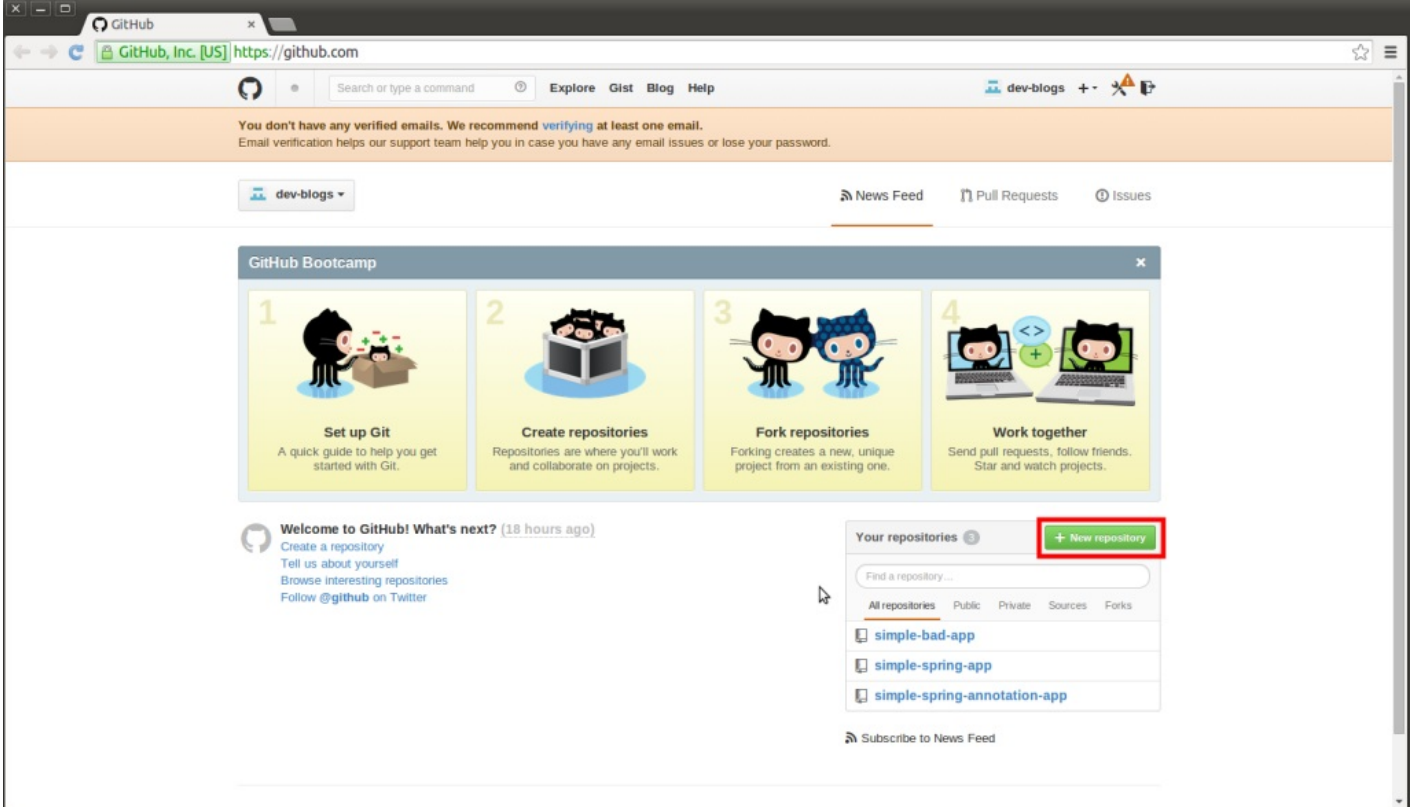 GitHub
GitHub, Inc. [US] https://github.com
Search or type a command
Explore Gist Blog Help
dev-blogs
You don't have any verified emails. We recommend verifying at least one email.
Email verification helps our support team help you in case you have any email issues or lose your password.
dev-blogs
News Feed Pull Requests Issues
GitHub Bootcamp
1
Set up Git
A quick guide to help you get
started with Git.
2
Create repositories
Repositories are where you'll work
and collaborate on projects.
3
Fork repositories
Forking creates a new, unique
project from an existing one.
4
Work together
Send pull requests, follow friends.
Star and watch projects.
Welcome to GitHub! What's next? (18 hours ago)
Create a repository
Tell us about yourself
Browse interesting repositories
Follow @github on Twitter
Your repositories 3 + New repository
Find a repository...
All repositories Public Private Sources Forks
simple-bad-app
simple-spring-app
simple-spring-annotation-app
Subscribe to News Feed